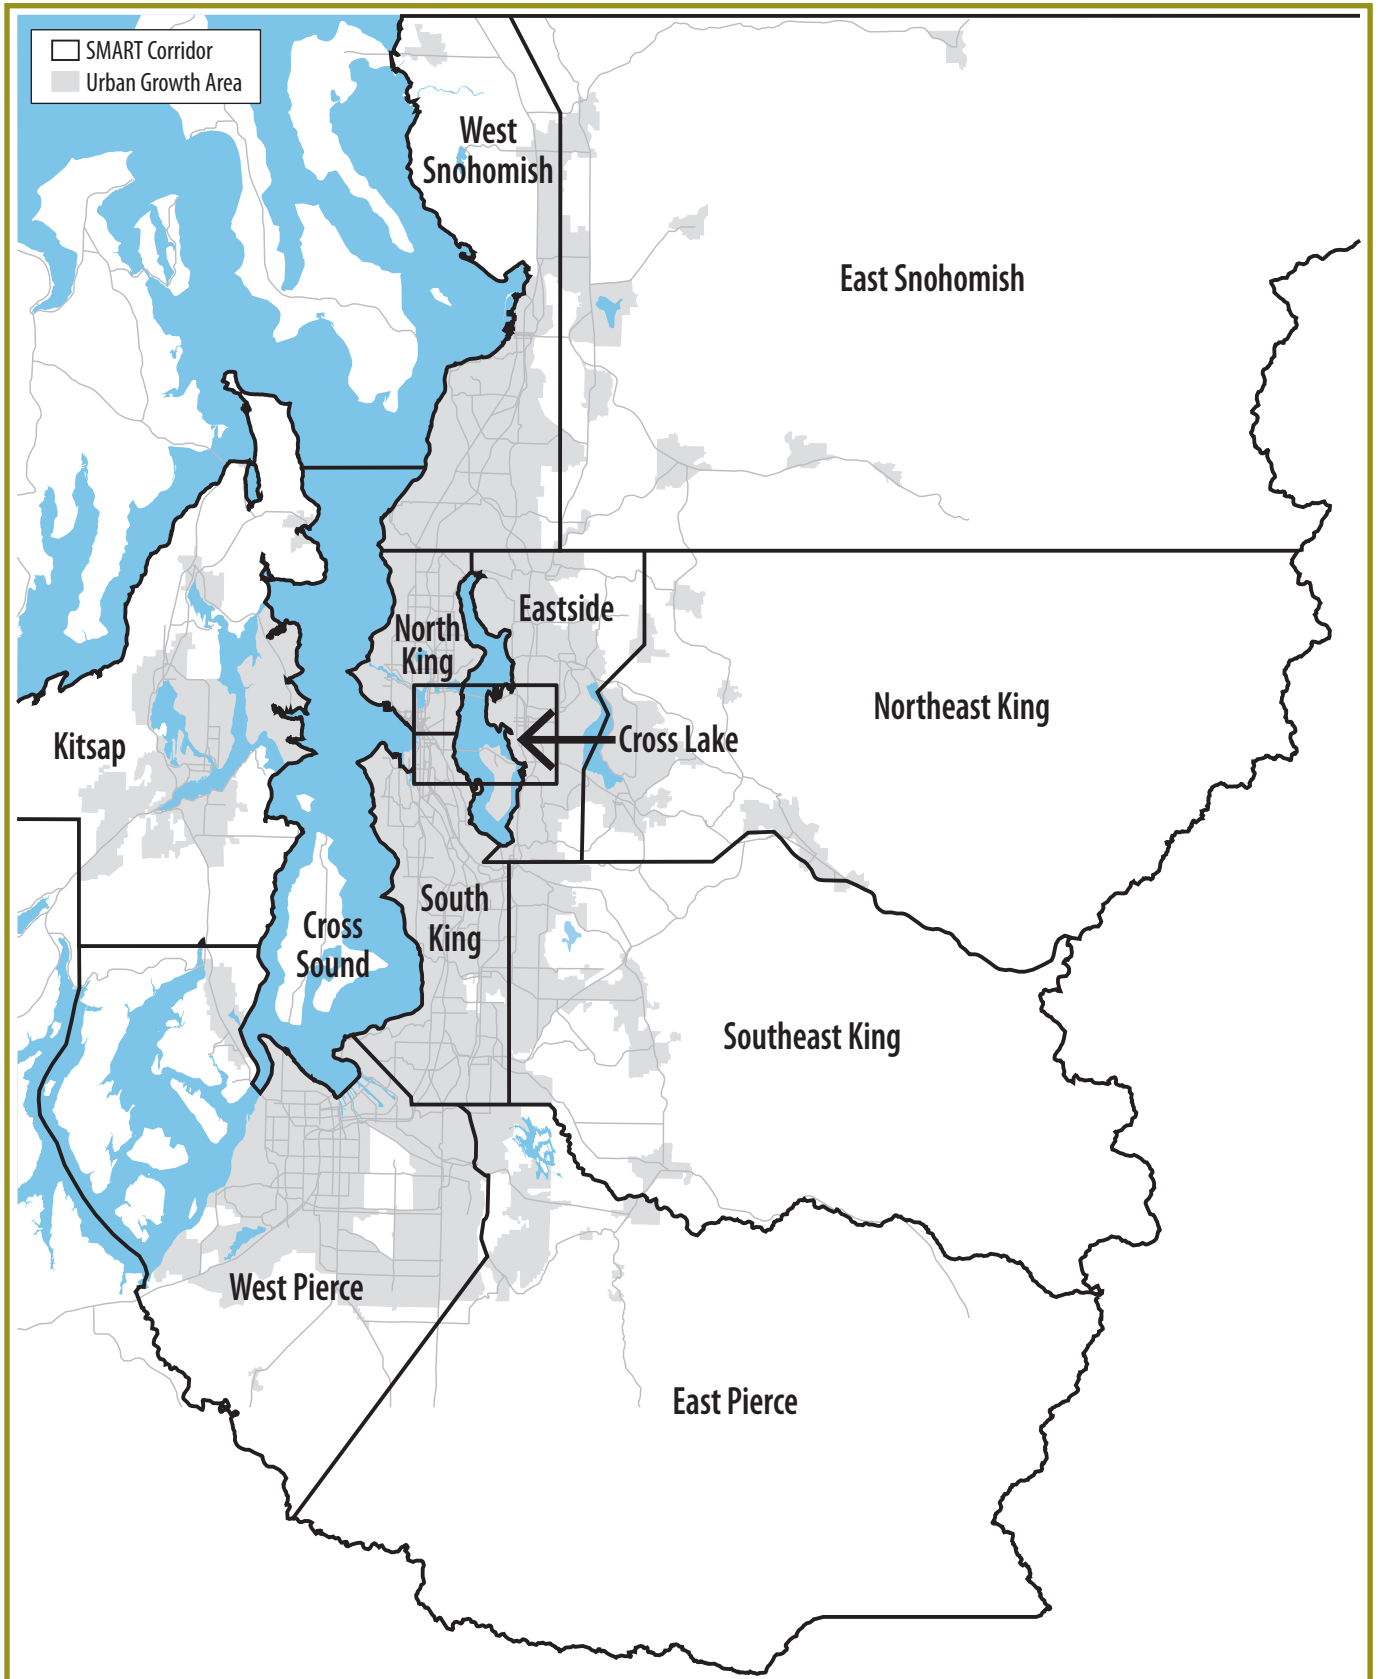 SMART Corridor
Urban Growth Area
West
Snohomish
East Snohomish
Eastside
North
King
Northeast King
Kitsap
Cross Lake
South
King
Cross
Sound
Southeast King
West Pierce
East Pierce